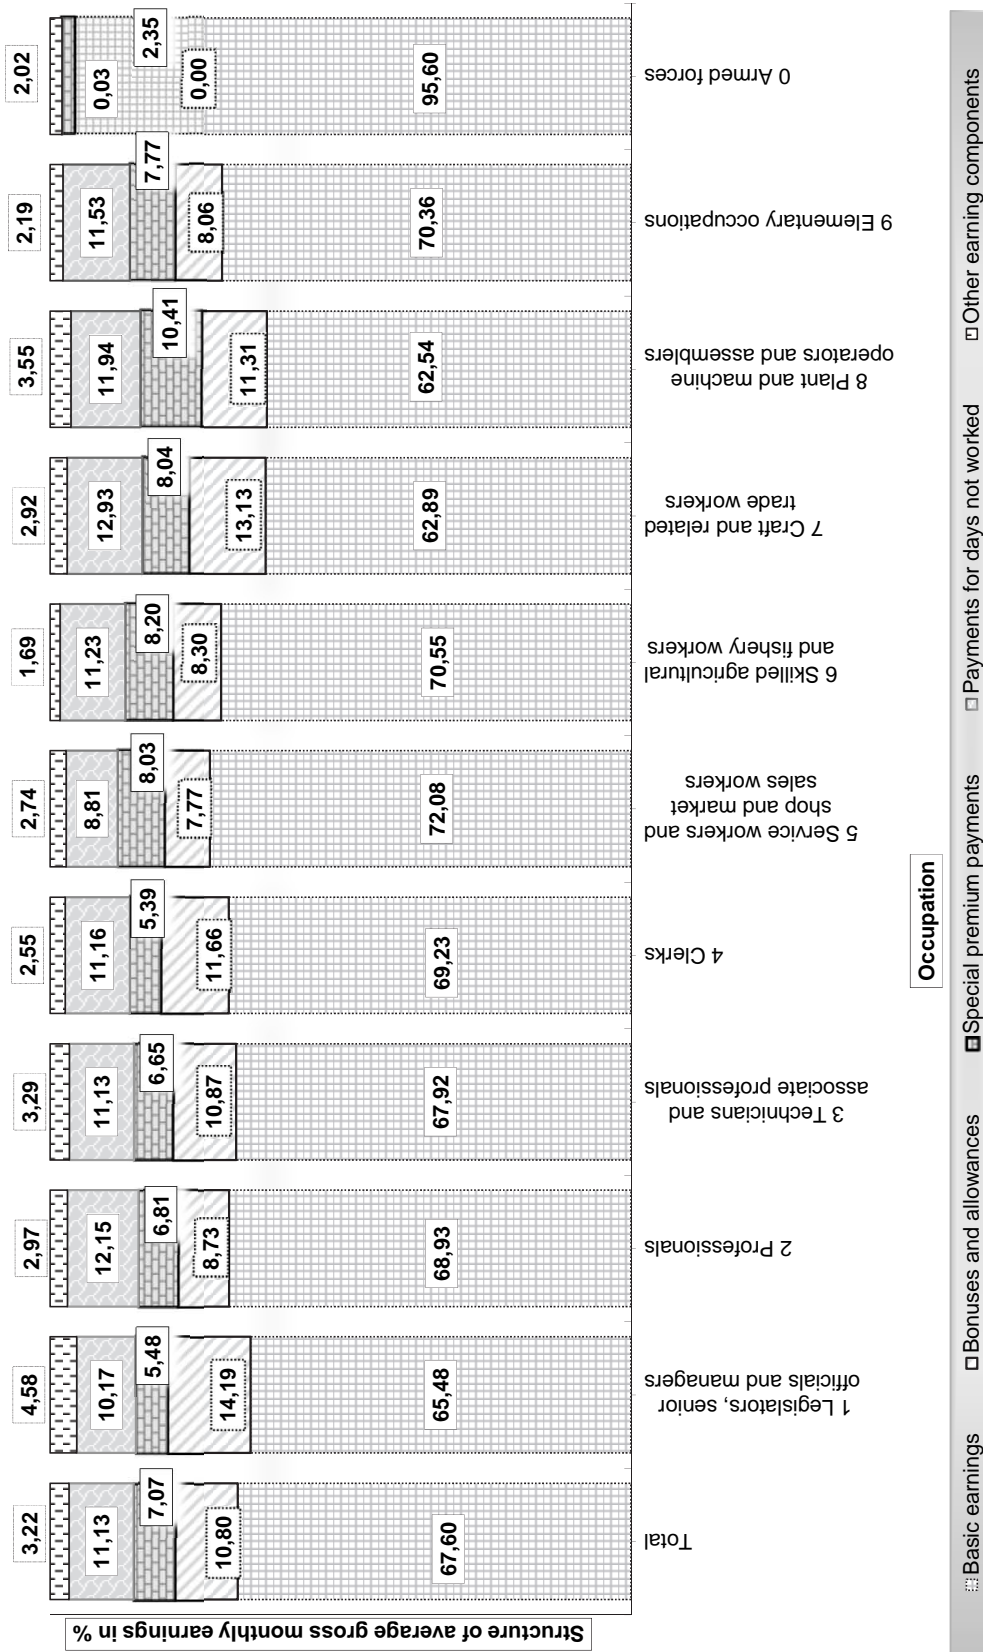 Structure of average gross monthly earnings in %
3,22
11,13
7,07
10,80
67,60
Total
4,58
10,17
5,48
14,19
65,48
1 Legislators, senior
officials and managers
2,97
12,15
6,81
8,73
68,93
2 Professionals
3,29
11,13
6,65
10,87
67,92
3 Technicians and
associate professionals
2,55
11,16
5,39
11,66
69,23
4 Clerks
2,74
8,81
8,03
7,77
72,08
5 Service workers and
shop and market
sales workers
1,69
11,23
8,20
8,30
70,55
6 Skilled agricultural
and fishery workers
2,92
12,93
8,04
13,13
62,89
7 Craft and related
trade workers
3,55
11,94
10,41
11,31
62,54
8 Plant and machine
operators and assemblers
2,19
11,53
7,77
8,06
70,36
9 Elementary occupations
2,02
0,03
2,35
0,00
95,60
0 Armed forces
Occupation
Basic earnings
Bonuses and allowances
Special premium payments
Payments for days not worked
Other earning components